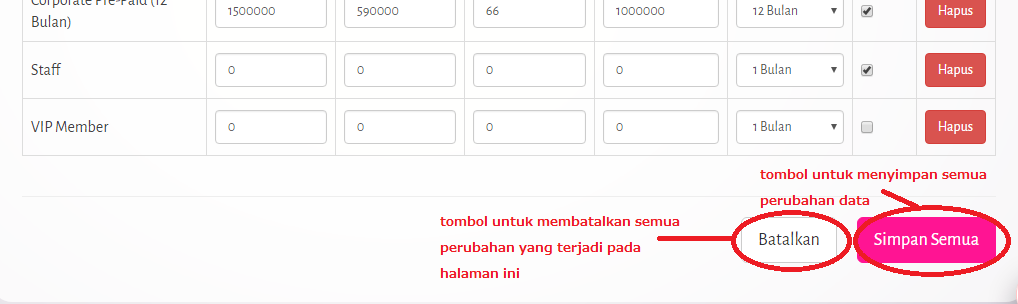 Corporate Pre-Paid (12
Bulan)
1500000
590000
66
1000000
12 Bulan
Hapus
Staff
0
0
0
0
1 Bulan
Hapus
VIP Member
0
0
0
0
1 Bulan
Hapus
tombol untuk menyimpan semua
perubahan data
tombol untuk membatalkan semua
perubahan yang terjadi pada
halaman ini
Batalkan
Simpan Semua